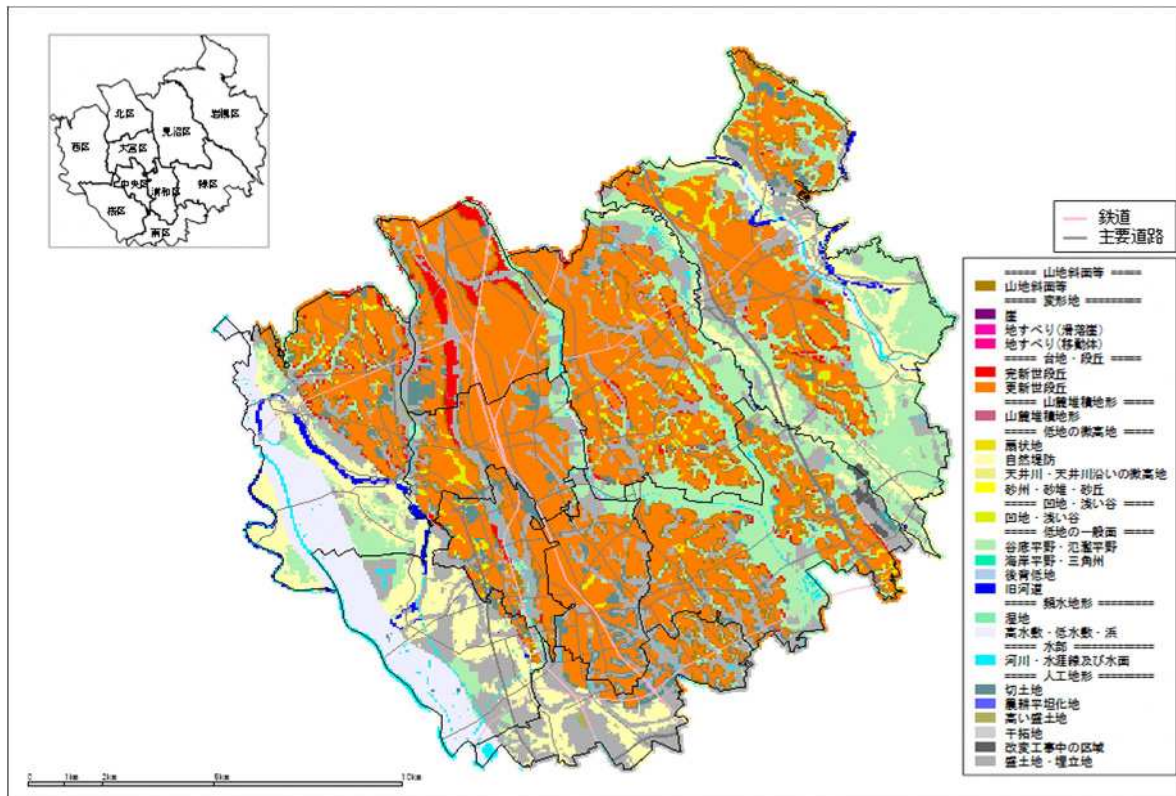 北区
岩槻区
見沼区
西区
大宮区
中央区
浦和区
緑区
桜区
南区
鉄道
主要道路
===== 山地斜面等 =====
山地斜面等
===== 変形地 =========
崖
地すべり(滑落崖)
地すべり(移動体)
===== 台地・段丘 =====
完新世段丘
更新世段丘
===== 山麓堆積地形 =====
山麓堆積地形
===== 低地の微高地 =====
扇状地
自然堤防
天井川・天井川沿いの微高地
砂州・砂堆・砂丘
===== 凹地・浅い谷 =====
凹地・浅い谷
===== 低地の一般面 =====
谷底平野・氾濫平野
海岸平野・三角州
後背低地
旧河道
===== 頻水地形 =========
湿地
高水敷・低水敷・浜
===== 水部 ============
河川・水涯線及び水面
===== 人工地形 =========
切土地
農耕平坦化地
高い盛土地
干拓地
改変工事中の区域
盛土地・埋立地
0 1km 2km 5km 10km